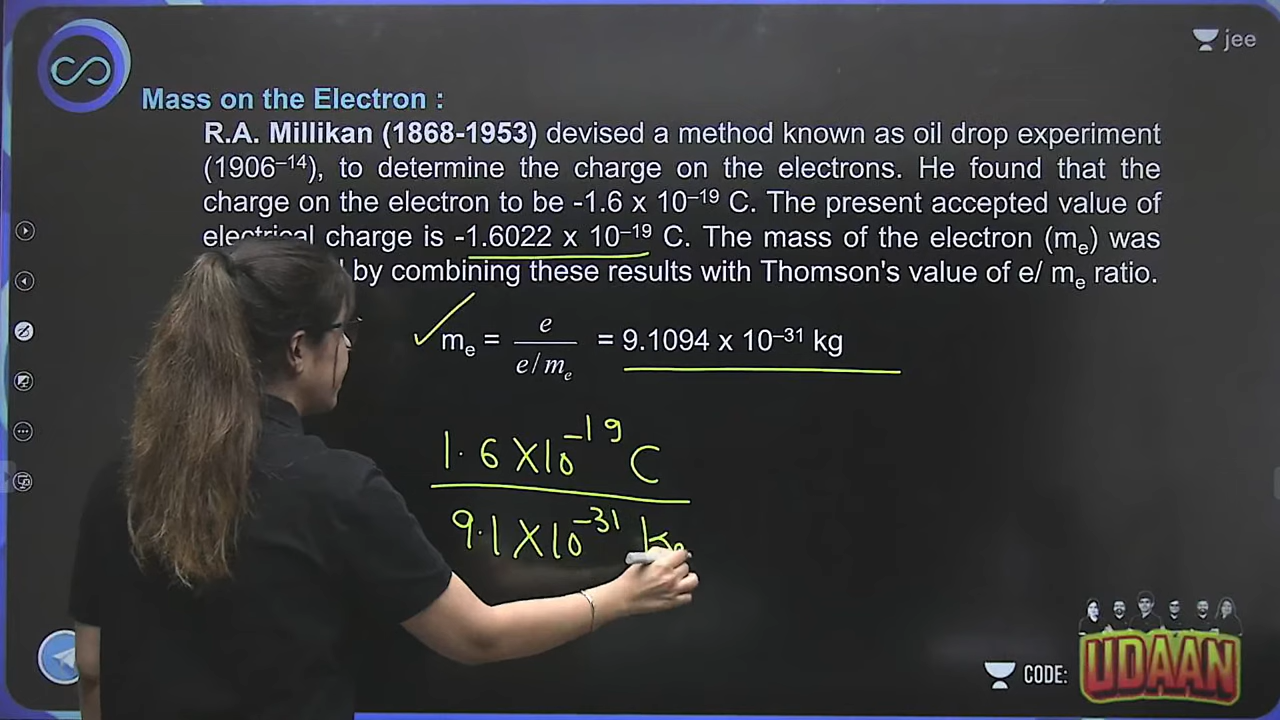 jee
Mass on the Electron :
R.A. Millikan (1868-1953) devised a method known as oil drop experiment
(1906⁻¹⁴), to determine the charge on the electrons. He found that the
charge on the electron to be -1.6 x 10⁻¹⁹ C. The present accepted value of
electrical charge is -1.6022 x 10⁻¹⁹ C. The mass of the electron (mₑ) was
by combining these results with Thomson's value of e/ mₑ ratio.
mₑ = e / (e/mₑ) = 9.1094 x 10⁻³¹ kg
1.6 X10⁻¹⁹ C
9.1 X10⁻³¹
CODE:
UDAAN